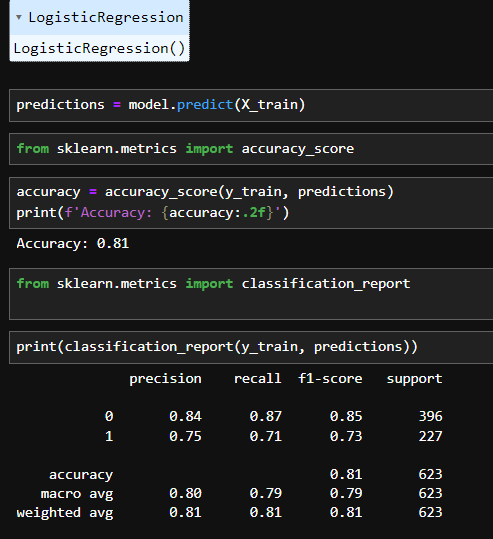 ▾ LogisticRegression
LogisticRegression()
predictions = model.predict(X_train)
from sklearn.metrics import accuracy_score
accuracy = accuracy_score(y_train, predictions)
print(f'Accuracy: {accuracy:.2f}')
Accuracy: 0.81
from sklearn.metrics import classification_report
print(classification_report(y_train, predictions))
precision recall f1-score support
0 0.84 0.87 0.85 396
1 0.75 0.71 0.73 227
accuracy 0.81 623
macro avg 0.80 0.79 0.79 623
weighted avg 0.81 0.81 0.81 623